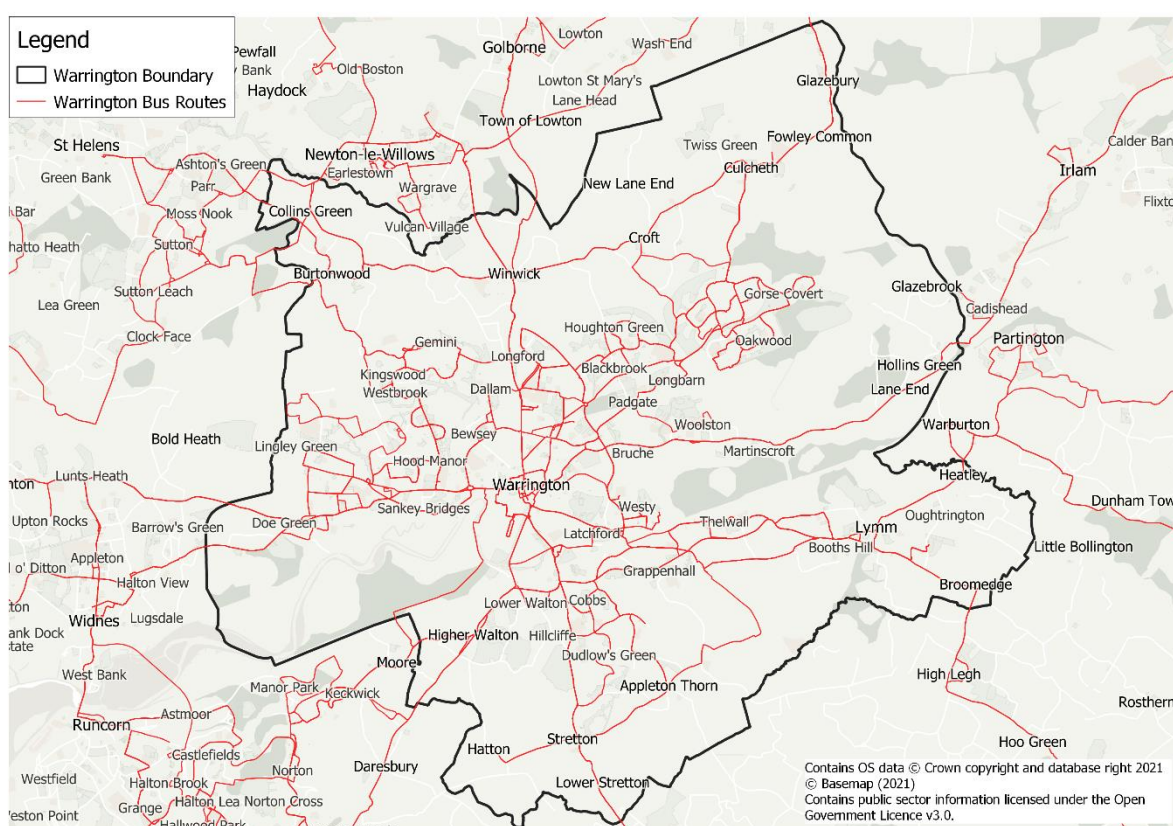 Legend
Warrington Boundary
Warrington Bus Routes
Pewfall
Bank
Haydock
Old Boston
Golborne
Lowton
Wash End
Lowton St Mary's
Lane Head
Town of Lowton
Glazebury
St Helens
Green Bank
Ashton's Green
Parr
Newton-le-Willows
Earlestown
Wargrave
Twiss Green
Fowley Common
Culcheth
Calder Ban
Irlam
Flixto
Bar
Moss Nook
Collins Green
Vulcan Village
New Lane End
hatto Heath
Sutton
Croft
Burtonwood
Winwick
Lea Green
Sutton Leach
Gorse Covert
Glazebrook
Cadishead
Clock Face
Gemini
Longford
Houghton Green
Oakwood
Partington
Kingswood
Westbrook
Dallam
Blackbrook
Longbarn
Hollins Green
Lane End
Padgate
Bold Heath
Lingley Green
Bewsey
Woolston
Warburton
Hood Manor
Bruche
Martinscroft
Lunts Heath
nton
Warrington
Heatley
Upton Rocks
Barrow's Green
Doe Green
Sankey Bridges
Westy
Thelwall
Lymm
Oughtrington
Dunham Tow
Appleton
Latchford
Booths Hill
Little Bollington
l o' Ditton
Halton View
Grappenhall
Broomedge
ton
Widnes
Lugsdale
Lower Walton
Cobbs
ank Dock
state
Higher Walton
Hillcliffe
Dudlow's Green
West Bank
Moore
Manor Park
Keckwick
Appleton Thorn
High Legh
Rosthern
Runcorn
Astmoor
Castlefields
Hatton
Stretton
Hoo Green
Westfield
Halton Brook
Norton
Daresbury
Lower Stretton
Halton Lea
Norton Cross
Grange
Weston Point
Hallwood Park
Contains OS data © Crown copyright and database right 2021
© Basemap (2021)
Contains public sector information licensed under the Open
Government Licence v3.0.